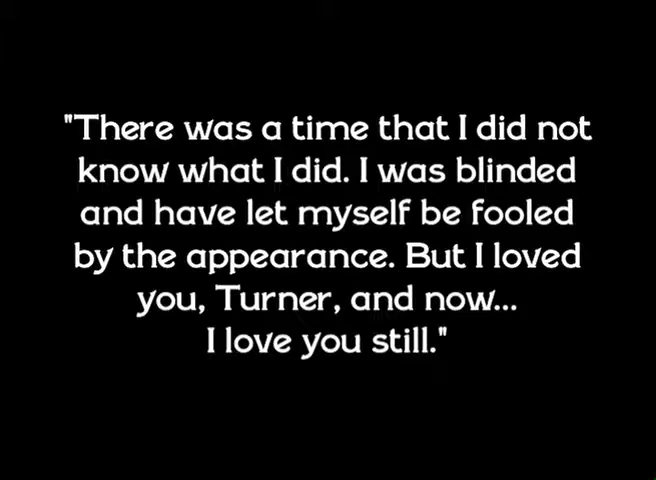 "There was a time that I did not
know what I did. I was blinded
and have let myself be fooled
by the appearance. But I loved
you, Turner, and now...
I love you still."